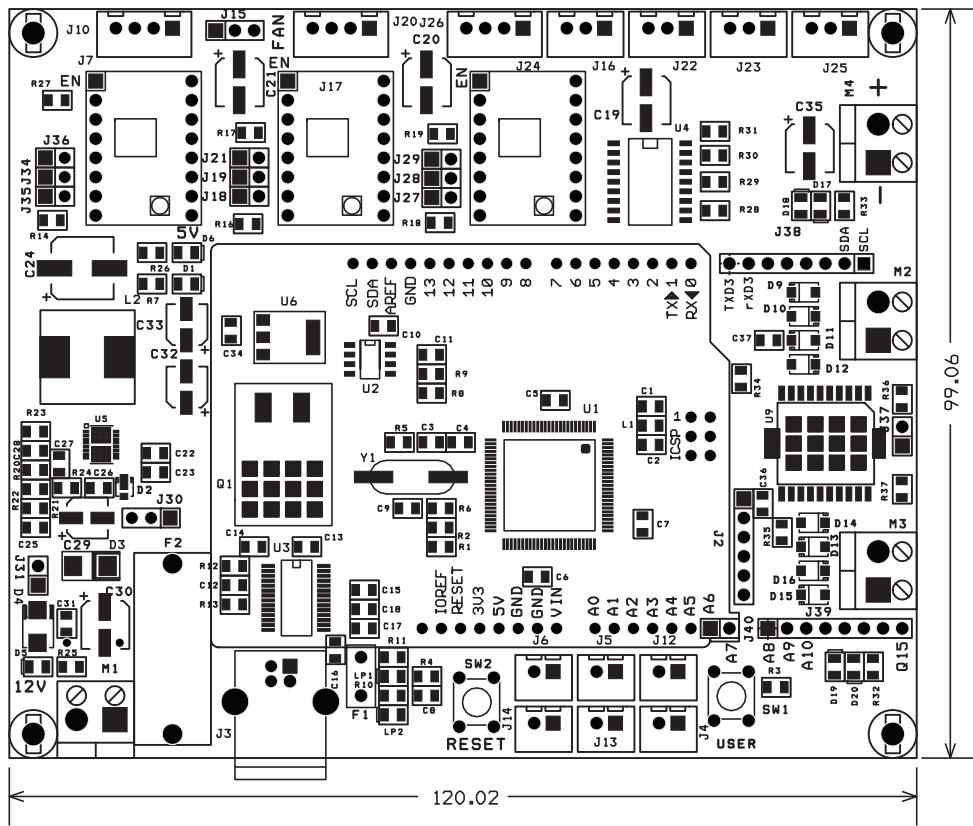 J10
J15
FAN
J20
J26
C20
J7
EN
C21
EN
J17
EN
J24
J16
J22
J23
J25
M4
+
C19
C35
R27
U4
R31
R17
R19
J36
J34
J35
J21
J19
J18
J29
J28
J27
R30
R29
R28
D17
D18
R33
–
R14
5V
R16
R18
J38
SDA
SCL
D6
C24
R26
D1
R7
L2
SCL
SDA
AREF
GND
13
12
11
10
9
8
7
6
5
4
3
2
TX▶1
RX◀0
TXD3
rXD3
M2
D9
D10
D11
D12
C37
C33
C32
C34
U6
C10
U2
C11
R9
R8
R34
R36
J37
R37
U9
R23
C28
R20
R22
C25
C27
U5
R24
C26
R21
D2
C22
C23
J30
C29
D3
F2
Q1
Y1
R5
C3
C4
C5
U1
C1
L1
C2
1
ICSP
C9
R6
R2
R1
C7
C36
J2
R35
D14
D13
D16
D15
M3
J39
C14
U3
C13
R12
C12
R13
C15
C18
C17
C6
IOREF
RESET
3V3
5V
GND
GND
VIN
A0
A1
A2
A3
A4
A5
A6
A7
J40
A8
A9
A10
Q15
J31
D4
C31
C30
D5
R25
12V
M1
J3
C16
LP1
R10
R11
F1
LP2
R4
C8
SW2
RESET
J14
J6
J5
J12
J13
J4
SW1
USER
R3
D19
D20
R32
99.06
120.02